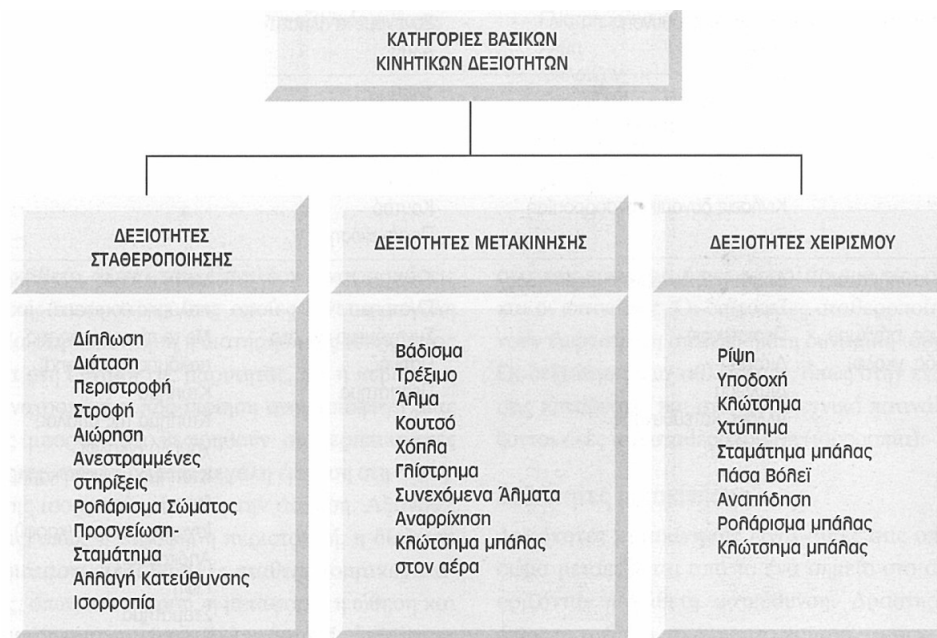 ΚΑΤΗΓΟΡΙΕΣ ΒΑΣΙΚΩΝ
ΚΙΝΗΤΙΚΩΝ ΔΕΞΙΟΤΗΤΩΝ
ΔΕΞΙΟΤΗΤΕΣ
ΣΤΑΘΕΡΟΠΟΙΗΣΗΣ
Δίπλωση
Διάταση
Περιστροφή
Στροφή
Αιώρηση
Ανεστραμμένες
στηρίξεις
Ρολάρισμα Σώματος
Προσγείωση-
Σταμάτημα
Αλλαγή Κατεύθυνσης
Ισορροπία
ΔΕΞΙΟΤΗΤΕΣ ΜΕΤΑΚΙΝΗΣΗΣ
Βάδισμα
Τρέξιμο
Άλμα
Κουτσό
Χόπλα
Γλίστρημα
Συνεχόμενα Άλματα
Αναρρίχηση
Κλώτσημα μπάλας
στον αέρα
ΔΕΞΙΟΤΗΤΕΣ ΧΕΙΡΙΣΜΟΥ
Ρίψη
Υποδοχή
Κλώτσημα
Χτύπημα
Σταμάτημα μπάλας
Πάσα Βόλεϊ
Αναπήδηση
Ρολάρισμα μπάλας
Κλώτσημα μπάλας